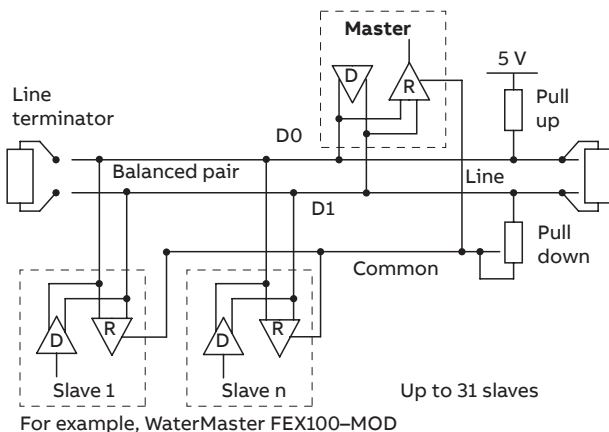 Master
5 V
D
R
Pull
up
Line
terminator
D0
Balanced pair
Line
D1
Common
Pull
down
D
R
D
R
Slave 1
Slave n
Up to 31 slaves
For example, WaterMaster FEX100–MOD